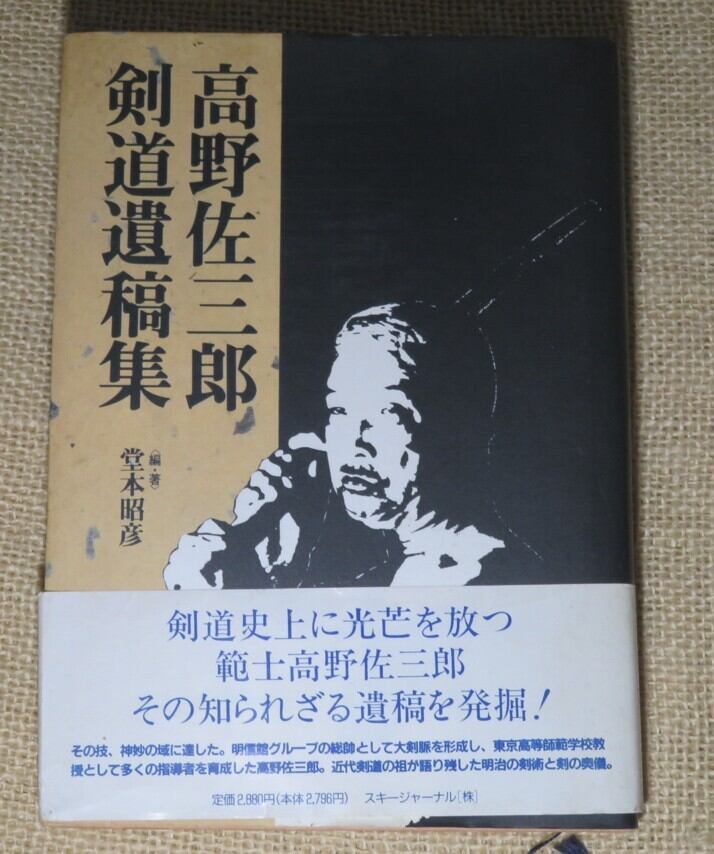 高野佐三郎
剣道遺稿集
〈編・著〉
堂本昭彦
剣道史上に光芒を放つ
範士高野佐三郎
その知られざる遺稿を発掘!
その技、神妙の域に達した。明信館グループの総帥として大剣脈を形成し、東京高等師範学校教
授として多くの指導者を育成した高野佐三郎。近代剣道の祖が語り残した明治の剣術と剣の奥儀。
定価2,880円(本体2,796円) スキージャーナル[株]